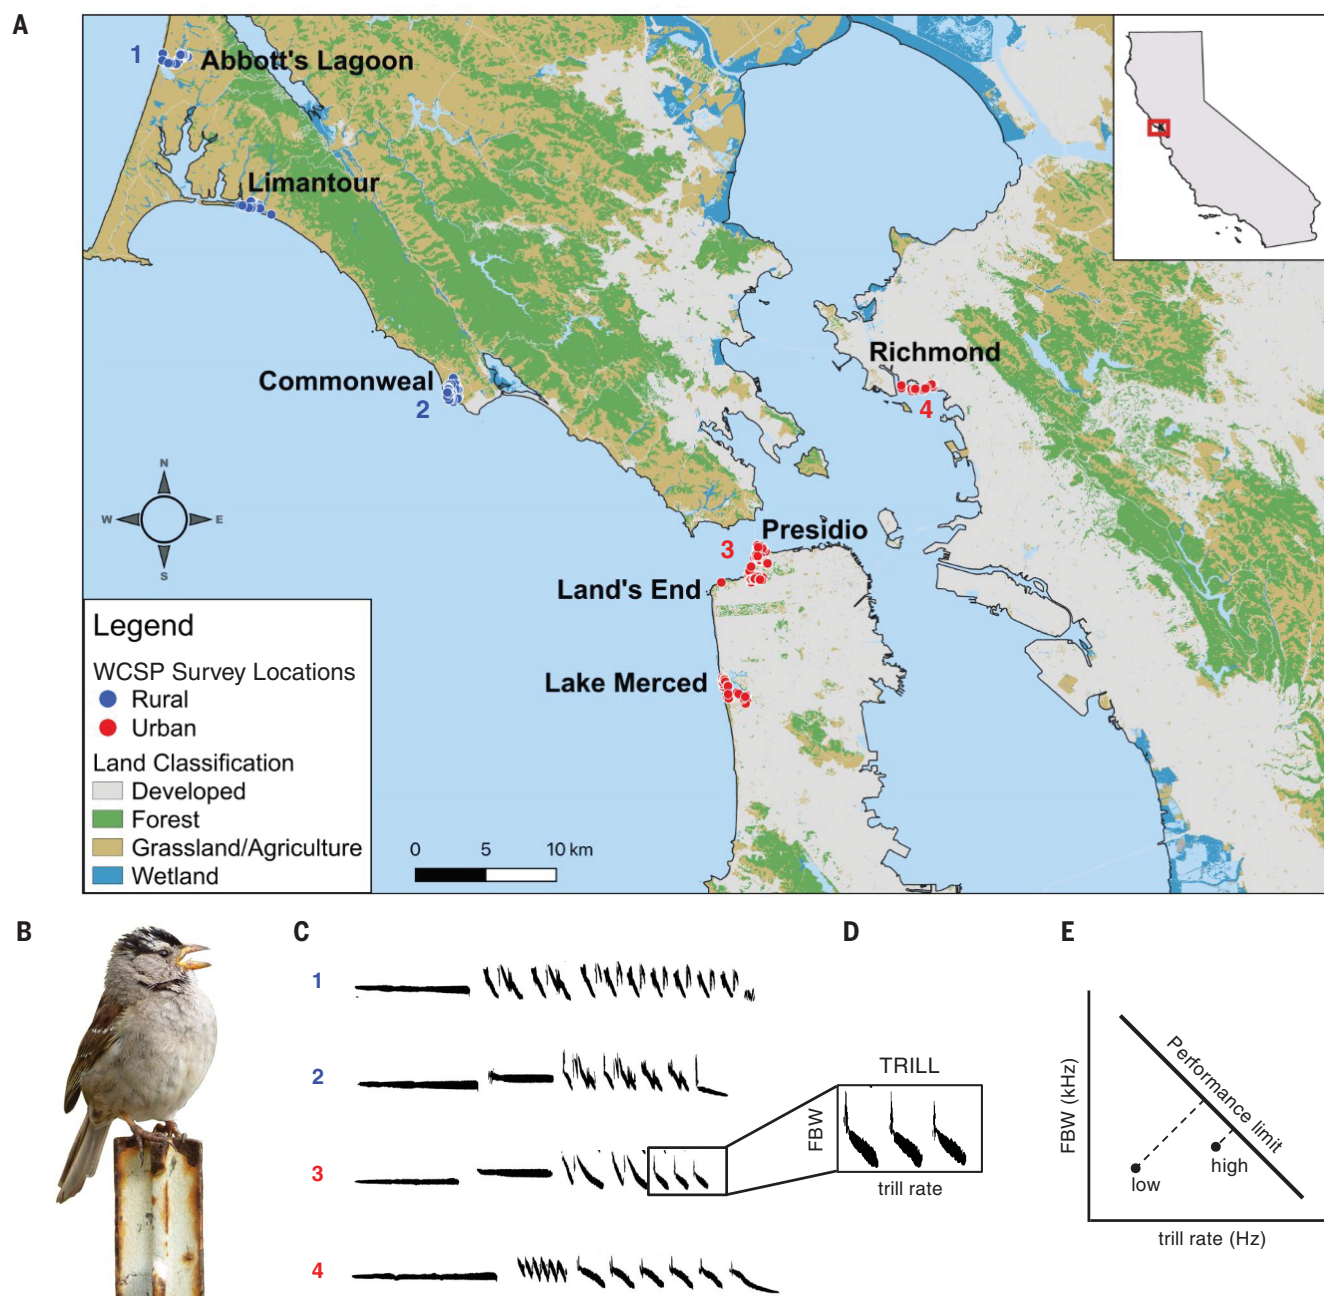 A
1
Abbott's Lagoon
Limantour
Commonweal
2
Richmond
4
Presidio
3
Land's End
Lake Merced
N
W
E
S
Legend
WCSP Survey Locations
Rural
Urban
Land Classification
Developed
Forest
Grassland/Agriculture
Wetland
0 5 10 km
B
C
1
2
3
4
D
TRILL
FBW
trill rate
E
FBW (kHz)
Performance limit
low
high
trill rate (Hz)